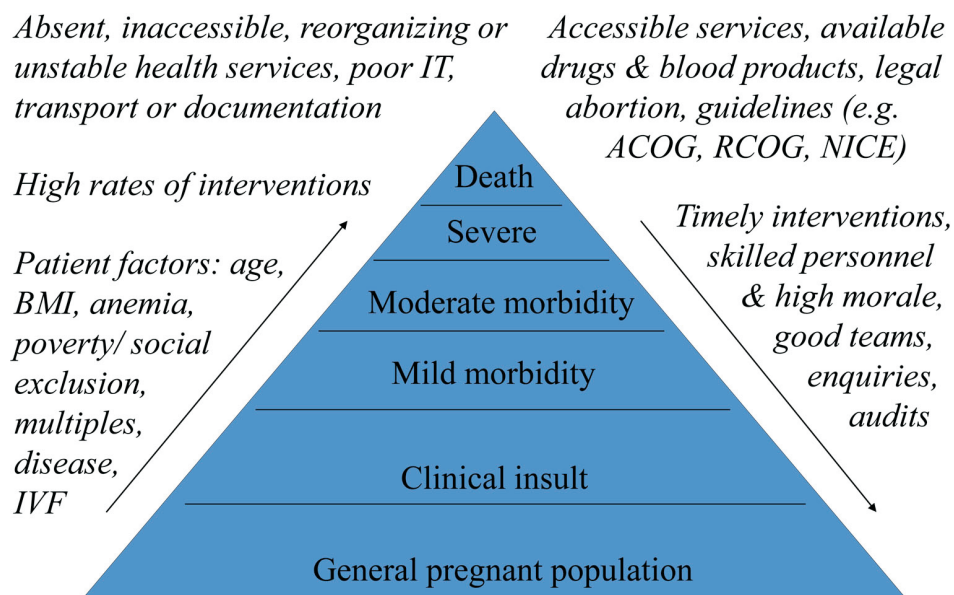 Absent, inaccessible, reorganizing or
unstable health services, poor IT,
transport or documentation
High rates of interventions
Patient factors: age,
BMI, anemia,
poverty/ social
exclusion,
multiples,
disease,
IVF
Accessible services, available
drugs & blood products, legal
abortion, guidelines (e.g.
ACOG, RCOG, NICE)
Timely interventions,
skilled personnel
& high morale,
good teams,
enquiries,
audits
Death
Severe
Moderate morbidity
Mild morbidity
Clinical insult
General pregnant population